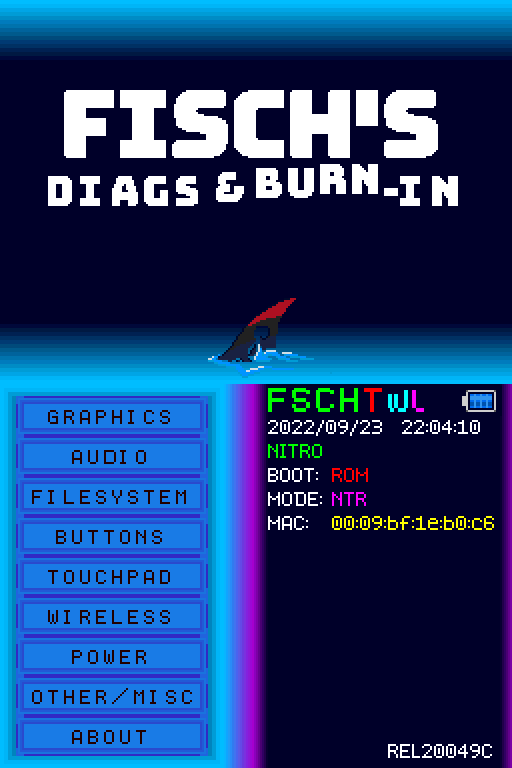 FISCH'S
DIAGS & BURN-IN
GRAPHICS
AUDIO
FILESYSTEM
BUTTONS
TOUCHPAD
WIRELESS
POWER
OTHER/MISC
ABOUT
FSCHTWL
2022/09/23 22:04:10
NITRO
BOOT: ROM
MODE: NTR
MAC: 00:09:bf:1e:b0:c6
REL20049C